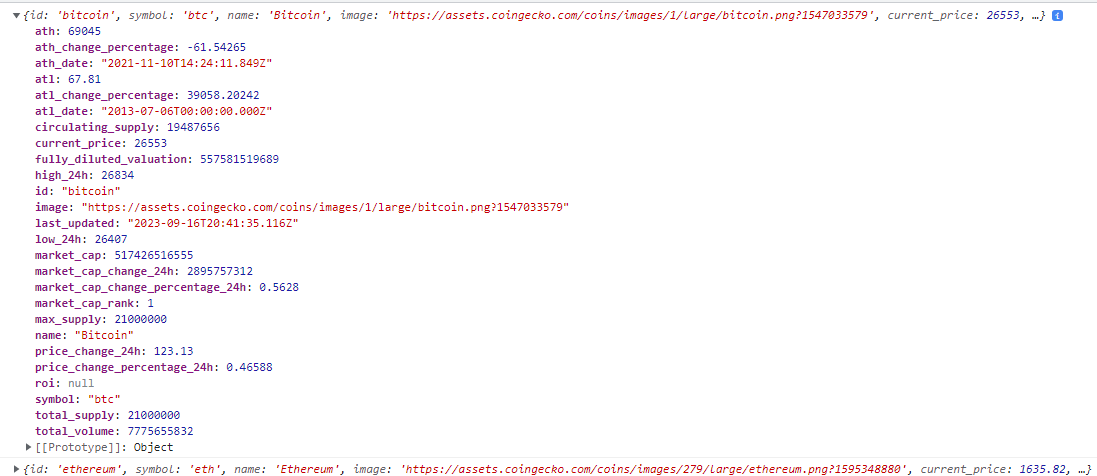 {id: 'bitcoin', symbol: 'btc', name: 'Bitcoin', image: 'https://assets.coingecko.com/coins/images/1/large/bitcoin.png?1547033579', current_price: 26553, …} i
ath: 69045
ath_change_percentage: -61.54265
ath_date: "2021-11-10T14:24:11.849Z"
atl: 67.81
atl_change_percentage: 39058.20242
atl_date: "2013-07-06T00:00:00.000Z"
circulating_supply: 19487656
current_price: 26553
fully_diluted_valuation: 557581519689
high_24h: 26834
id: "bitcoin"
image: "https://assets.coingecko.com/coins/images/1/large/bitcoin.png?1547033579"
last_updated: "2023-09-16T20:41:35.116Z"
low_24h: 26407
market_cap: 517426516555
market_cap_change_24h: 2895757312
market_cap_change_percentage_24h: 0.5628
market_cap_rank: 1
max_supply: 21000000
name: "Bitcoin"
price_change_24h: 123.13
price_change_percentage_24h: 0.46588
roi: null
symbol: "btc"
total_supply: 21000000
total_volume: 7775655832
[[Prototype]]: Object
{id: 'ethereum', symbol: 'eth', name: 'Ethereum', image: 'https://assets.coingecko.com/coins/images/279/large/ethereum.png?1595348880', current_price: 1635.82, …}